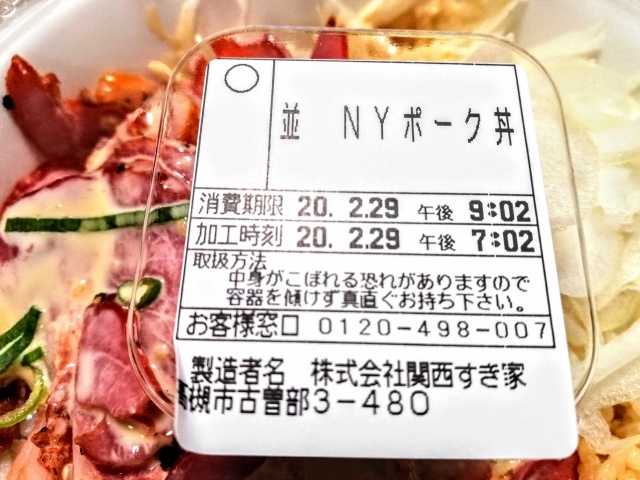 並 NYポーク丼
消費期限 20. 2.29 午後 9:02
加工時刻 20. 2.29 午後 7:02
取扱方法
中身がこぼれる恐れがありますので
容器を傾けず真直ぐお持ち下さい。
お客様窓口 0120-498-007
製造者名 株式会社関西すき家
槻市古曽部3-480